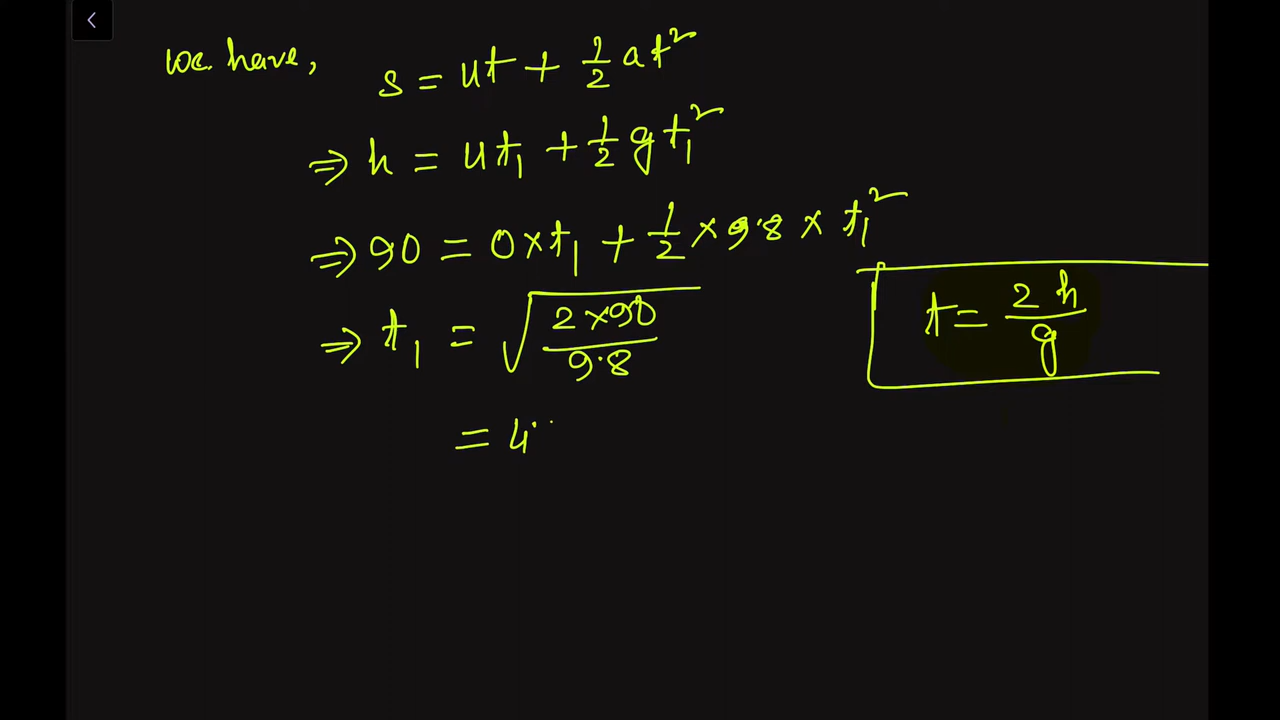 we have, s = ut + 1/2 at²
⇒ h = ut₁ + 1/2 gt₁²
⇒ 90 = 0×t₁ + 1/2 × 9.8 × t₁²
⇒ t₁ = √(2×90/9.8)
t = 2h/g
= 4..